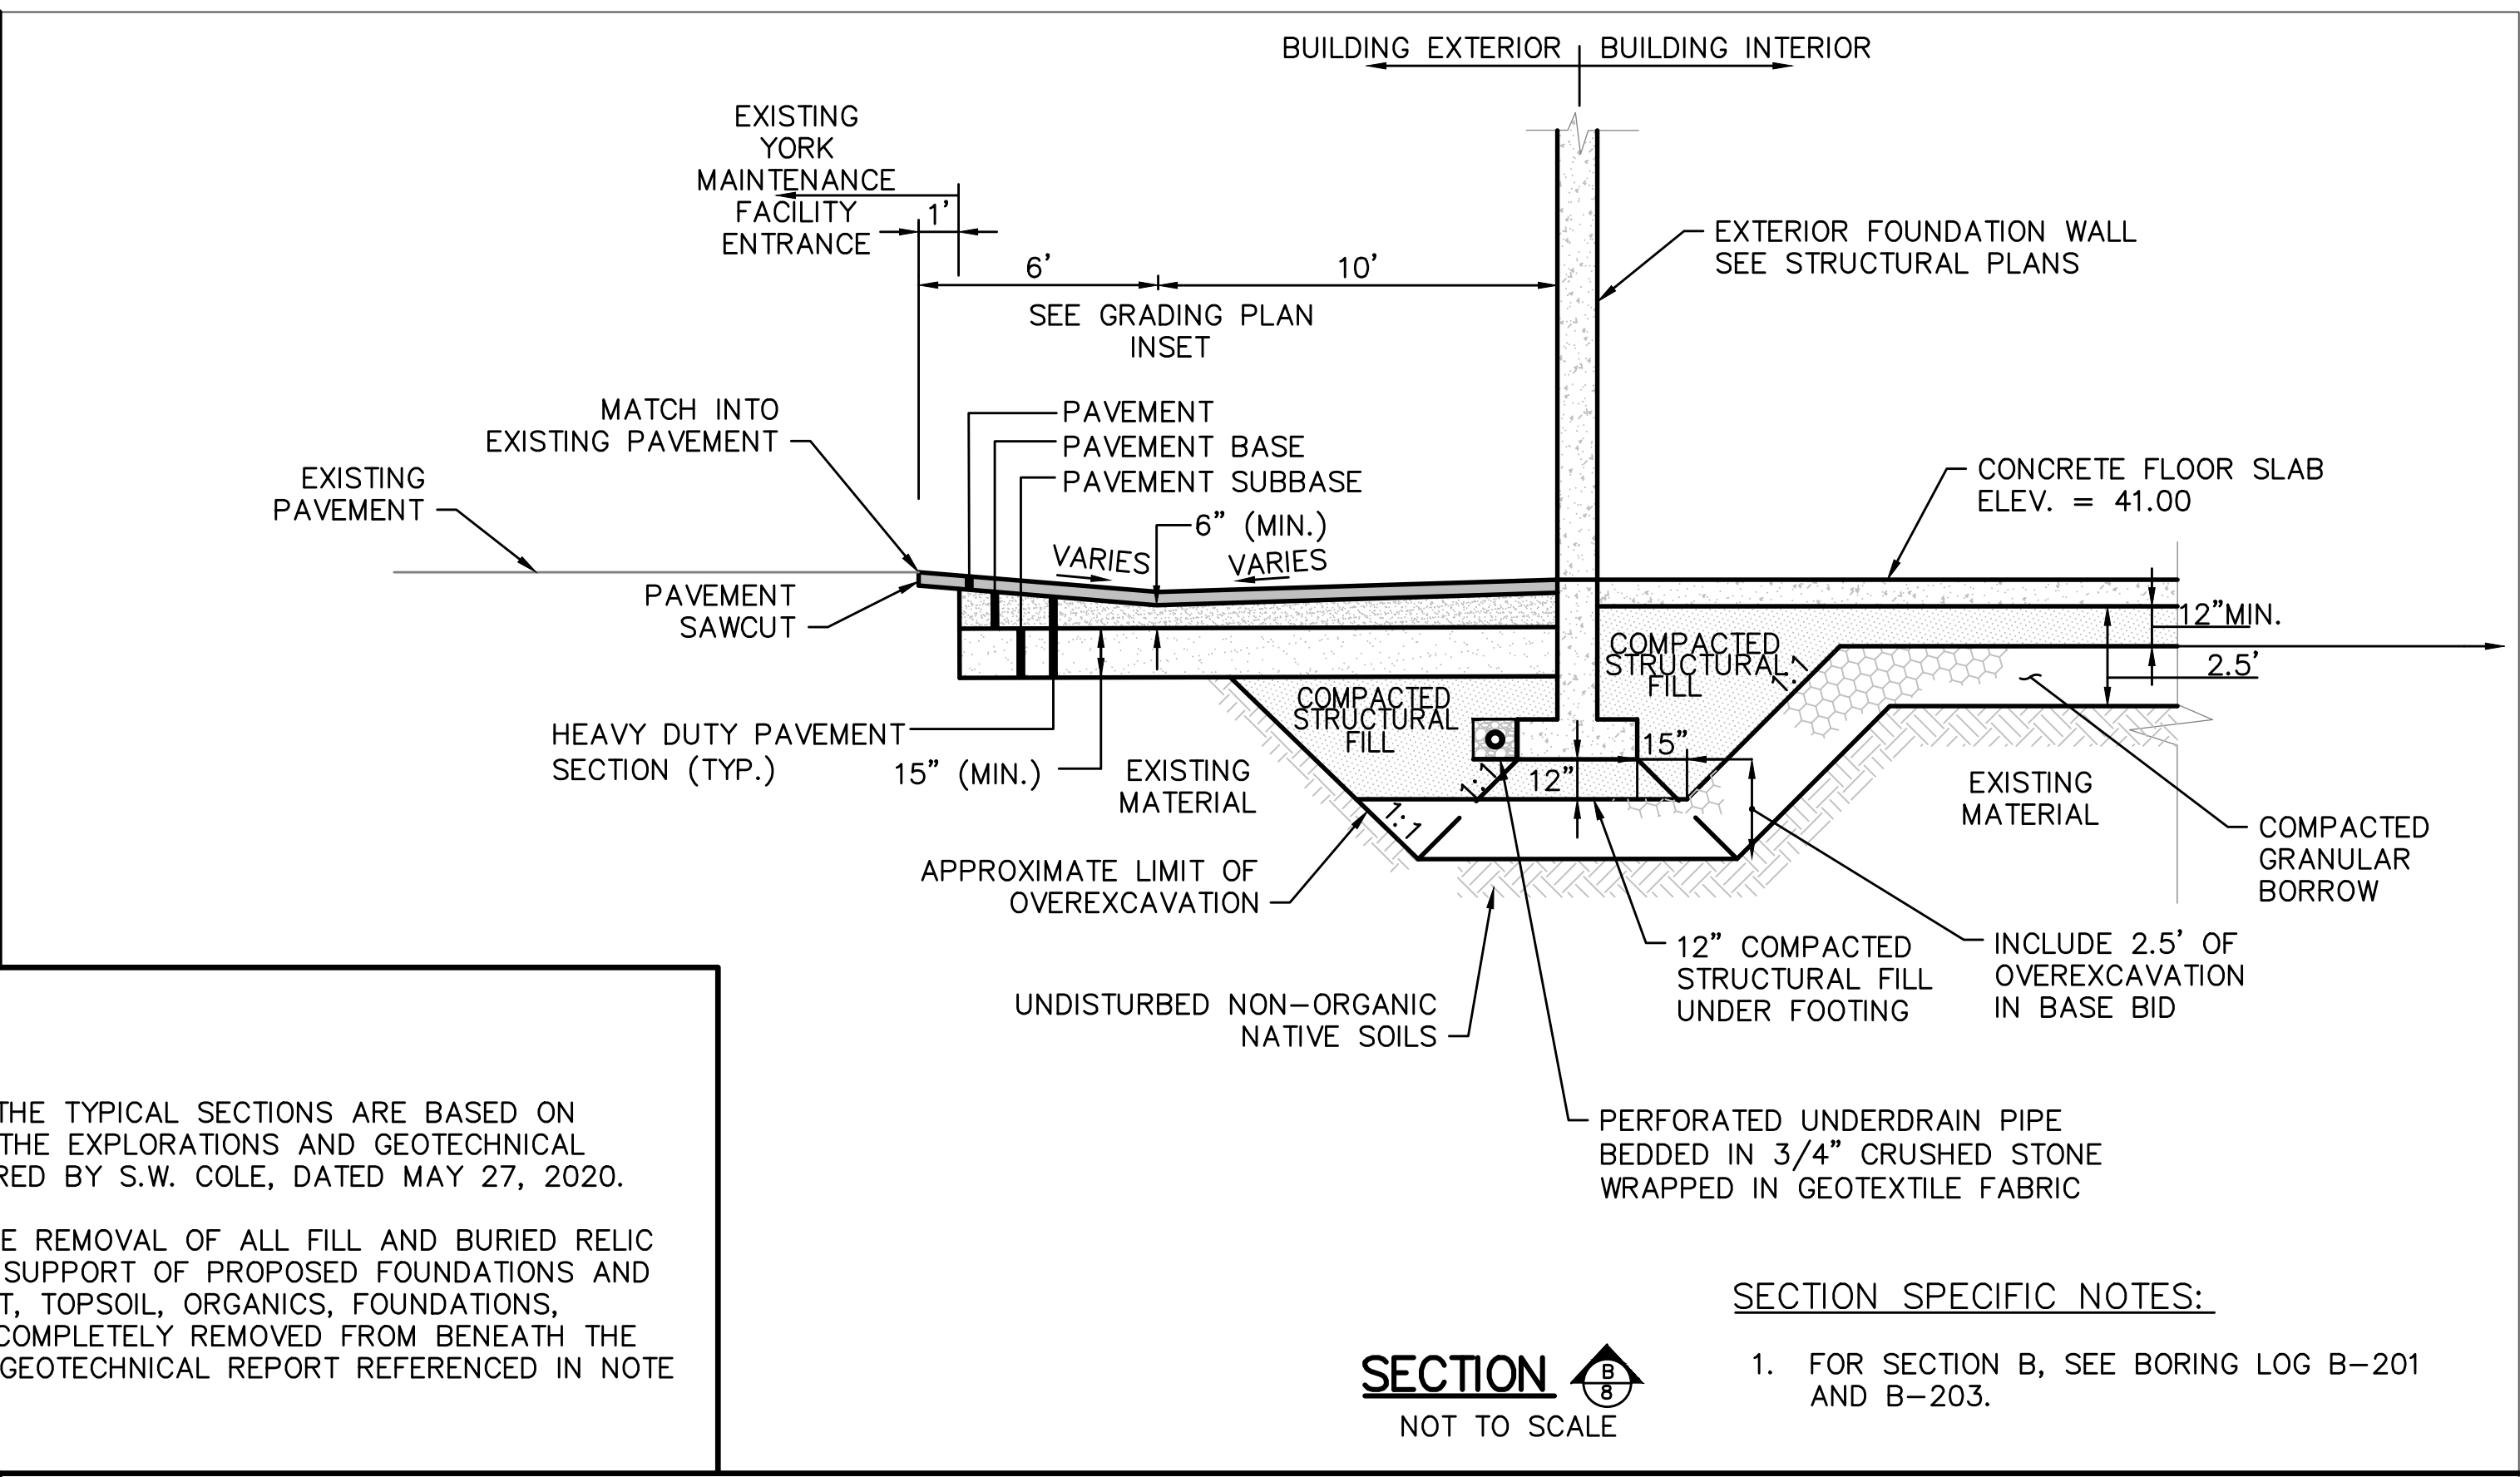 BUILDING EXTERIOR
BUILDING INTERIOR
EXISTING
YORK
MAINTENANCE
FACILITY
ENTRANCE
1’
6’
10’
SEE GRADING PLAN
INSET
EXTERIOR FOUNDATION WALL
SEE STRUCTURAL PLANS
MATCH INTO
EXISTING PAVEMENT
PAVEMENT
PAVEMENT BASE
PAVEMENT SUBBASE
6” (MIN.)
EXISTING
PAVEMENT
CONCRETE FLOOR SLAB
ELEV. = 41.00
VARIES
VARIES
PAVEMENT
SAWCUT
12”MIN.
2.5’
COMPACTED
STRUCTURAL
FILL
1:1
COMPACTED
STRUCTURAL
FILL
HEAVY DUTY PAVEMENT
SECTION (TYP.)
15” (MIN.)
EXISTING
MATERIAL
15”
1:1
12”
1:1
EXISTING
MATERIAL
COMPACTED
GRANULAR
BORROW
APPROXIMATE LIMIT OF
OVEREXCAVATION
12” COMPACTED
STRUCTURAL FILL
UNDER FOOTING
INCLUDE 2.5’ OF
OVEREXCAVATION
IN BASE BID
UNDISTURBED NON-ORGANIC
NATIVE SOILS
PERFORATED UNDERDRAIN PIPE
BEDDED IN 3/4” CRUSHED STONE
WRAPPED IN GEOTEXTILE FABRIC
THE TYPICAL SECTIONS ARE BASED ON
THE EXPLORATIONS AND GEOTECHNICAL
RED BY S.W. COLE, DATED MAY 27, 2020.
E REMOVAL OF ALL FILL AND BURIED RELIC
SUPPORT OF PROPOSED FOUNDATIONS AND
T, TOPSOIL, ORGANICS, FOUNDATIONS,
COMPLETELY REMOVED FROM BENEATH THE
GEOTECHNICAL REPORT REFERENCED IN NOTE
SECTION
B
8
NOT TO SCALE
SECTION SPECIFIC NOTES:
1. FOR SECTION B, SEE BORING LOG B-201
AND B-203.